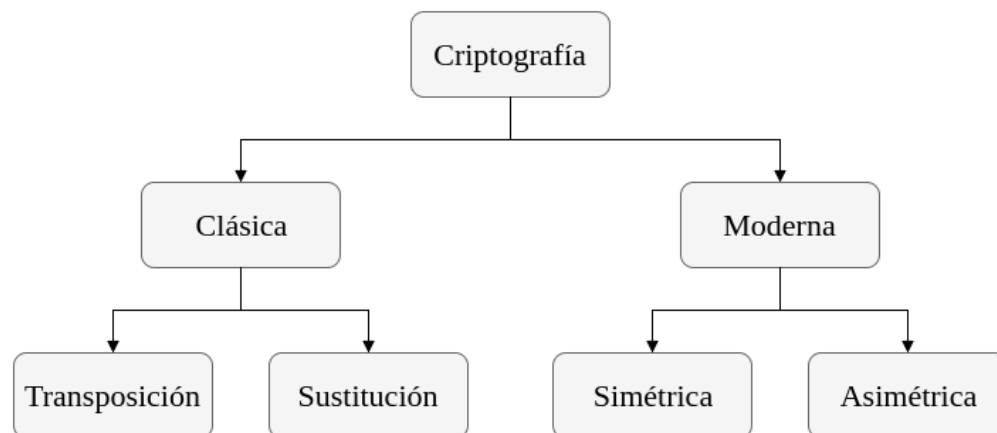 Criptografía
Clásica
Moderna
Transposición
Sustitución
Simétrica
Asimétrica